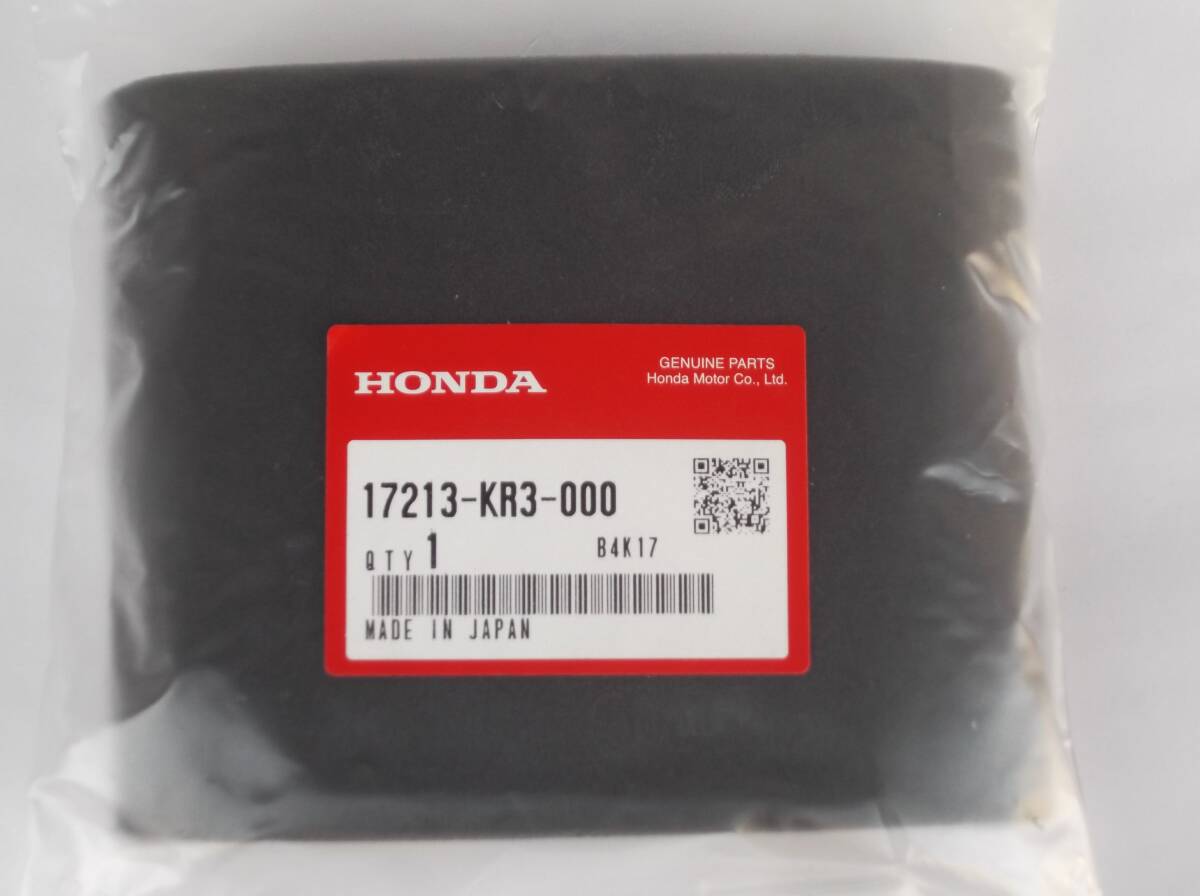 HONDA
GENUINE PARTS
Honda Motor Co., Ltd.
17213-KR3-000
QTY 1 B4K17
MADE IN JAPAN